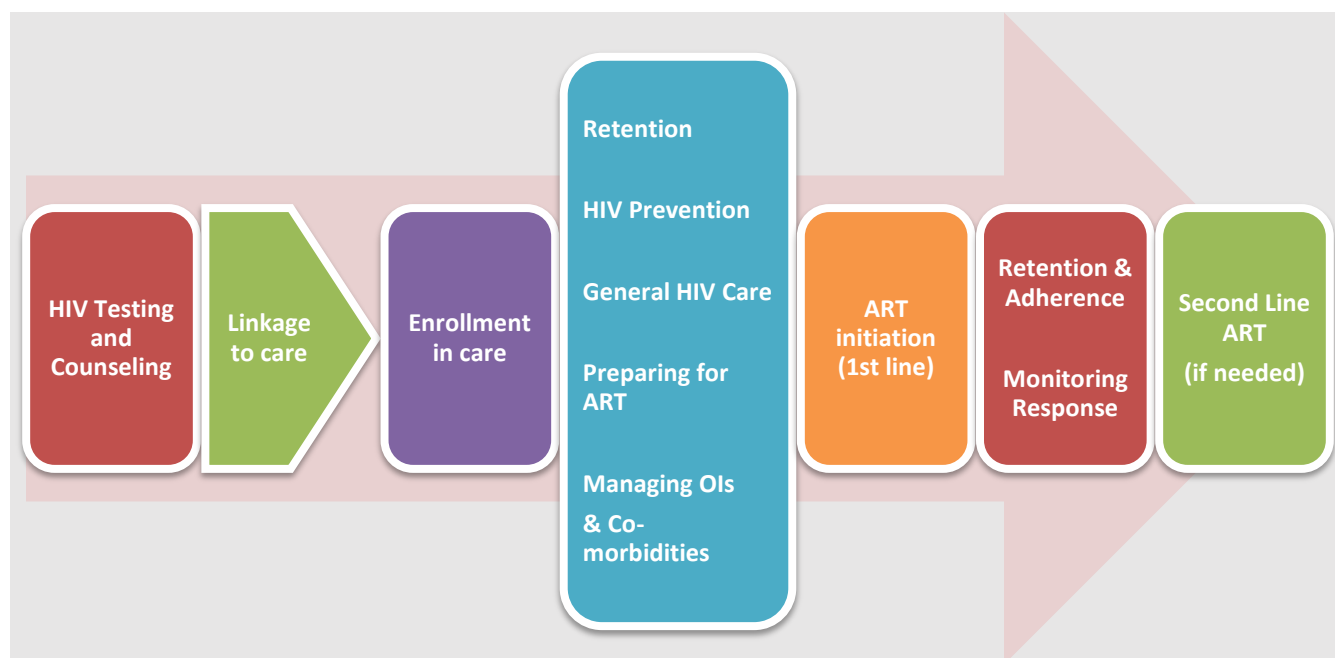 HIV Testing
and
Counseling
Linkage
to care
Enrollment
in care
Retention
HIV Prevention
General HIV Care
Preparing for
ART
Managing OIs
& Co-
morbidities
ART
initiation
(1st line)
Retention &
Adherence
Monitoring
Response
Second Line
ART
(if needed)